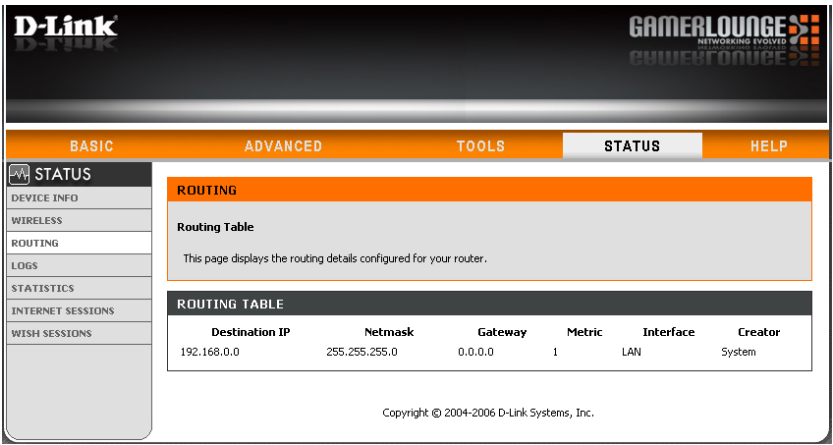 D-Link
GAMERLOUNGE
NETWORKING EVOLVED
BASIC ADVANCED TOOLS STATUS HELP
STATUS
DEVICE INFO
WIRELESS
ROUTING
LOGS
STATISTICS
INTERNET SESSIONS
WISH SESSIONS
ROUTING
Routing Table
This page displays the routing details configured for your router.
ROUTING TABLE
Destination IP Netmask Gateway Metric Interface Creator
192.168.0.0 255.255.255.0 0.0.0.0 1 LAN System
Copyright © 2004-2006 D-Link Systems, Inc.